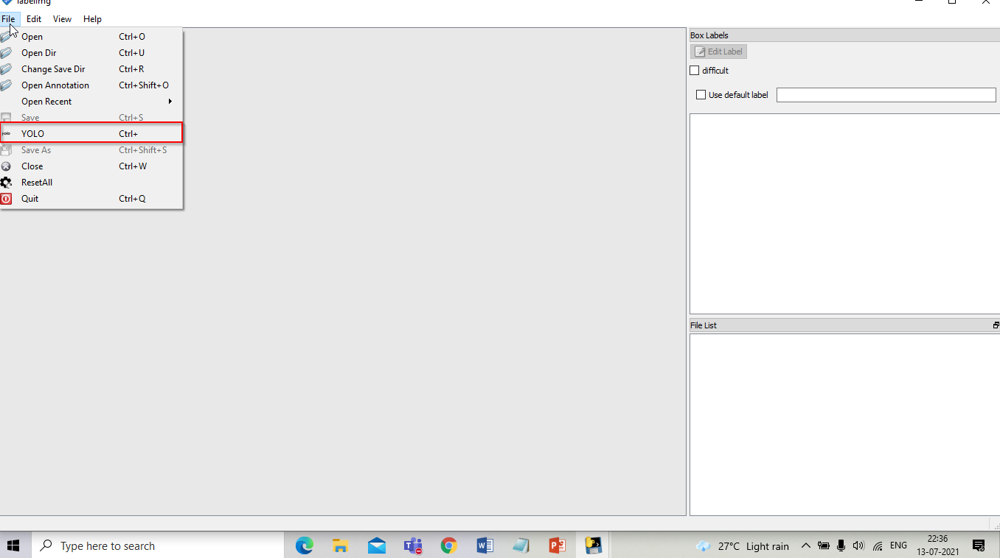 labelImg
File Edit View Help
Open Ctrl+O
Open Dir Ctrl+U
Change Save Dir Ctrl+R
Open Annotation Ctrl+Shift+O
Open Recent
Save Ctrl+S
yolo YOLO Ctrl+
Save As Ctrl+Shift+S
Close Ctrl+W
ResetAll
Quit Ctrl+Q
Box Labels
Edit Label
difficult
Use default label
File List
Type here to search
27°C Light rain
ENG
22:36
13-07-2021